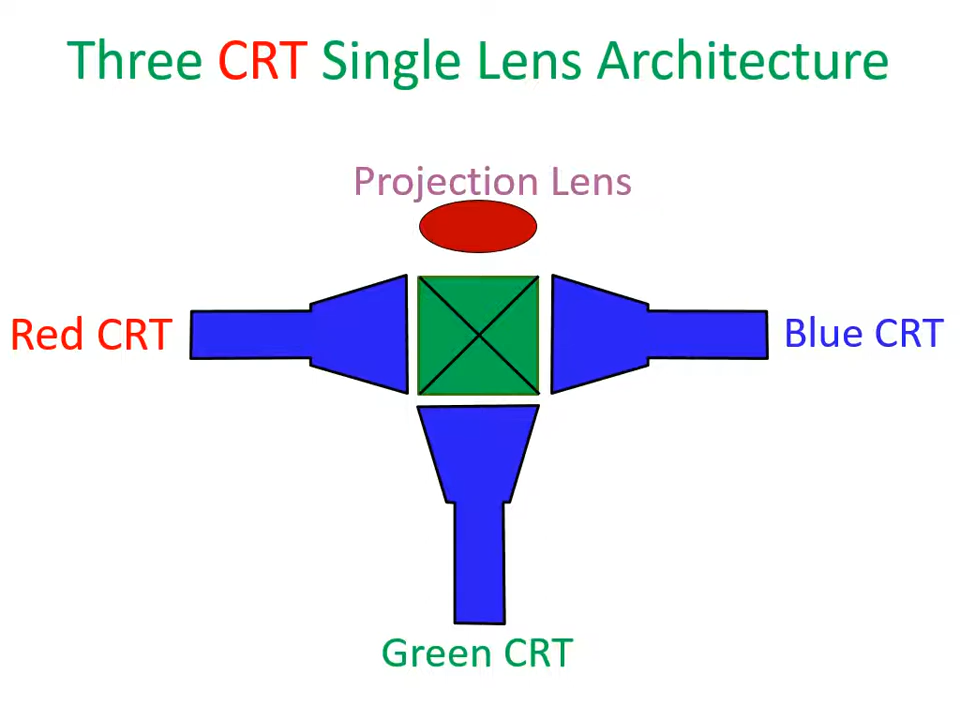 Three CRT Single Lens Architecture
Projection Lens
Red CRT
Blue CRT
Green CRT